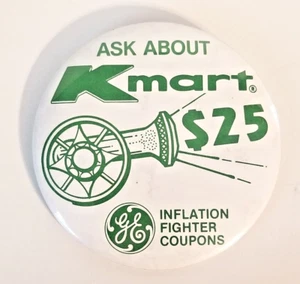 ASK ABOUT
Kmart®
$25
GE
INFLATION
FIGHTER
COUPONS